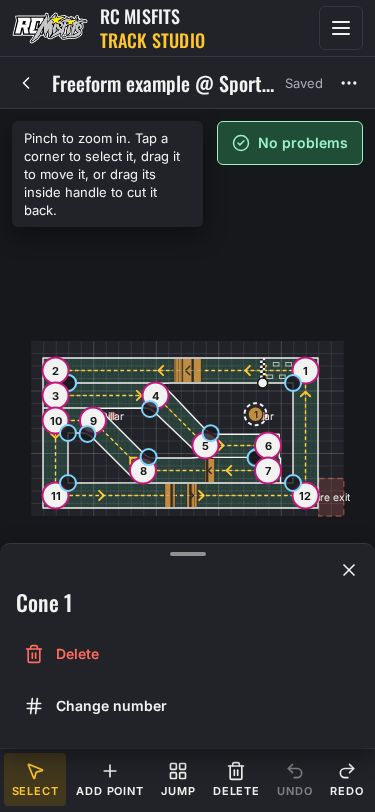 RC Misfits
RC MISFITS
TRACK STUDIO
Freeform example @ Sport...
Saved
Pinch to zoom in. Tap a
corner to select it, drag it
to move it, or drag its
inside handle to cut it
back.
No problems
2
1
3
4
10
9
1
5
6
8
7
11
12
re exit
Cone 1
Delete
Change number
SELECT
ADD POINT
JUMP
DELETE
UNDO
REDO